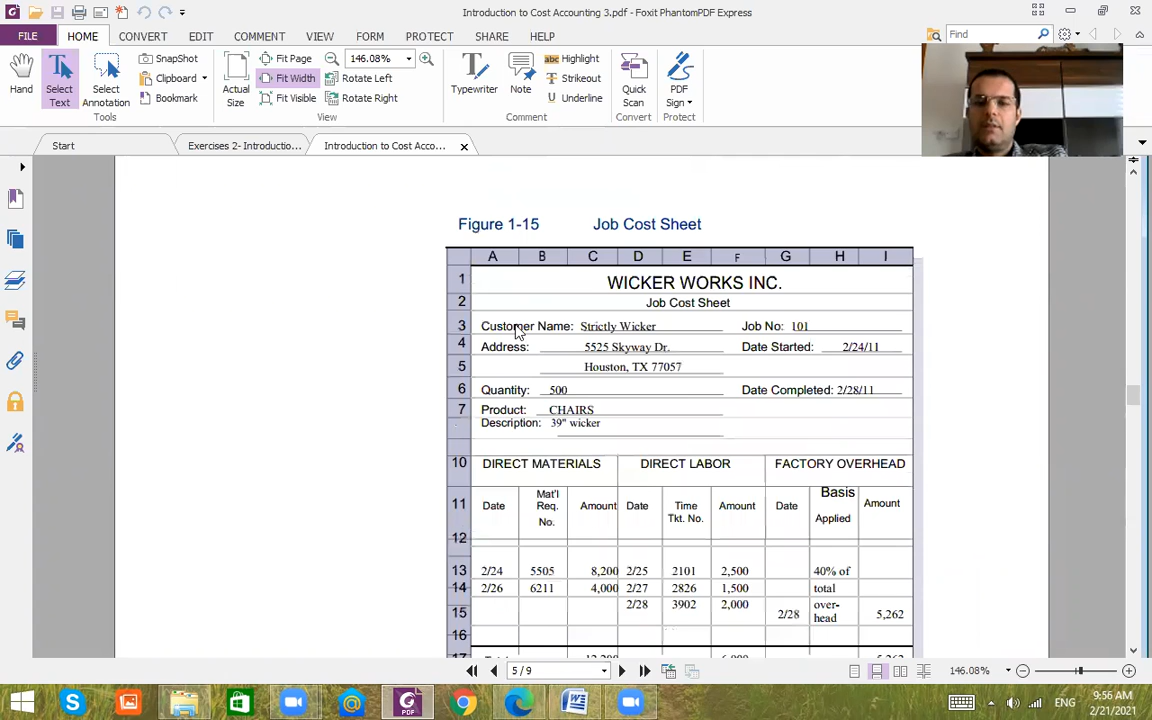 Introduction to Cost Accounting 3.pdf - Foxit PhantomPDF Express
FILE HOME CONVERT EDIT COMMENT VIEW FORM PROTECT SHARE HELP
Find
Hand
Select Text
Select Annotation
SnapShot
Clipboard
Bookmark
Tools
Actual Size
Fit Page
Fit Width
Fit Visible
146.08%
Rotate Left
Rotate Right
View
Typewriter
Note
Highlight
Strikeout
Underline
Comment
Quick Scan
Convert
PDF Sign
Protect
Start Exercises 2- Introductio... Introduction to Cost Acco...
Figure 1-15 Job Cost Sheet
A B C D E F G H I
1 WICKER WORKS INC.
2 Job Cost Sheet
3 Customer Name: Strictly Wicker Job No: 101
4 Address: 5525 Skyway Dr. Date Started: 2/24/11
5 Houston, TX 77057
6 Quantity: 500 Date Completed: 2/28/11
7 Product: CHAIRS
Description: 39" wicker
10 DIRECT MATERIALS DIRECT LABOR FACTORY OVERHEAD
11 Date Mat'l Req. No. Amount Date Time Tkt. No. Amount Date Basis Applied Amount
12
13 2/24 5505 8,200 2/25 2101 2,500 40% of
14 2/26 6211 4,000 2/27 2826 1,500 total
15 2/28 3902 2,000 2/28 over-head 5,262
16
17
5 / 9
146.08%
PDF
ENG
9:56 AM
2/21/2021